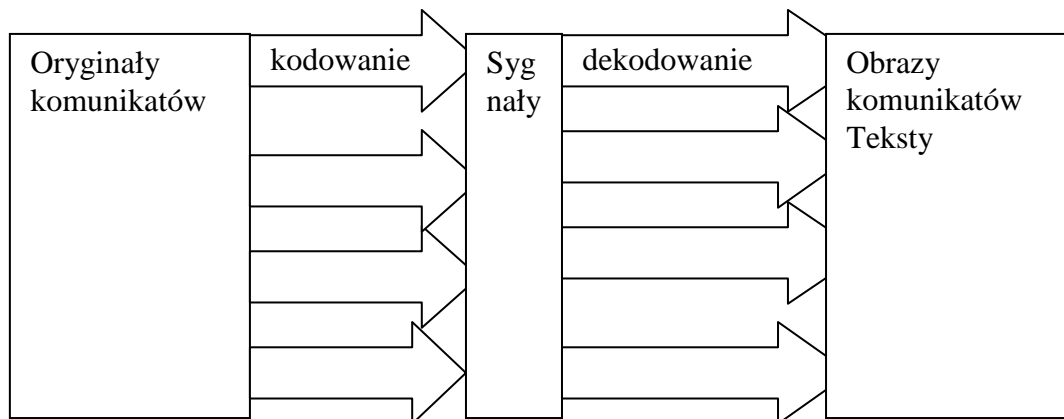 Oryginały
komunikatów
kodowanie
Syg
nały
dekodowanie
Obrazy
komunikatów
Teksty